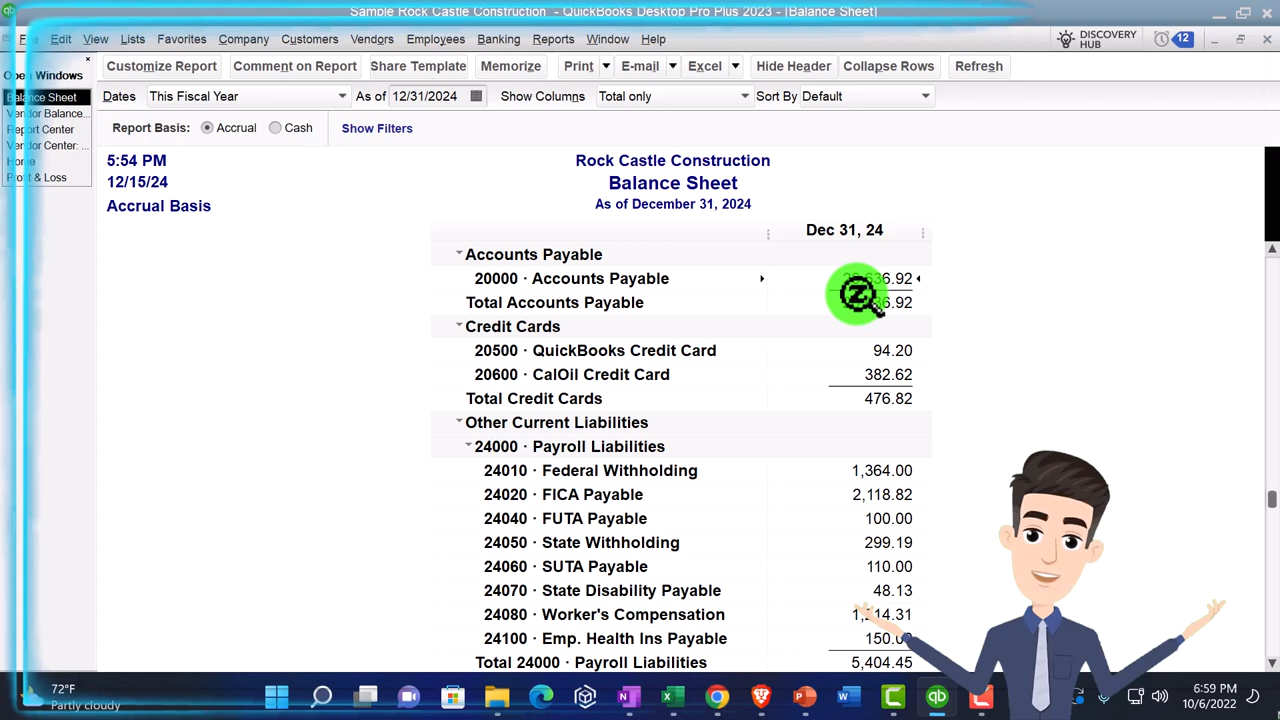 Sample Rock Castle Construction - QuickBooks Desktop Pro Plus 2023 - [Balance Sheet]
Edit View Lists Favorites Company Customers Vendors Employees Banking Reports Window Help DISCOVERY HUB 12
Open Windows
Balance Sheet
Vendor Balance...
Report Center
Vendor Center: ...
Profit & Loss
Customize Report Comment on Report Share Template Memorize Print E-mail Excel Hide Header Collapse Rows Refresh
Dates This Fiscal Year As of 12/31/2024 Show Columns Total only Sort By Default
Report Basis: Accrual Cash Show Filters
5:54 PM
12/15/24
Accrual Basis
Rock Castle Construction
Balance Sheet
As of December 31, 2024
Dec 31, 24
Accounts Payable
20000 · Accounts Payable
Total Accounts Payable
Credit Cards
20500 · QuickBooks Credit Card 94.20
20600 · CalOil Credit Card 382.62
Total Credit Cards 476.82
Other Current Liabilities
24000 · Payroll Liabilities
24010 · Federal Withholding 1,364.00
24020 · FICA Payable 2,118.82
24040 · FUTA Payable 100.00
24050 · State Withholding 299.19
24060 · SUTA Payable 110.00
24070 · State Disability Payable 48.13
24080 · Worker's Compensation
24100 · Emp. Health Ins Payable
Total 24000 · Payroll Liabilities 5,404.45
72°F
Partly cloudy
6:59 PM
10/6/2022